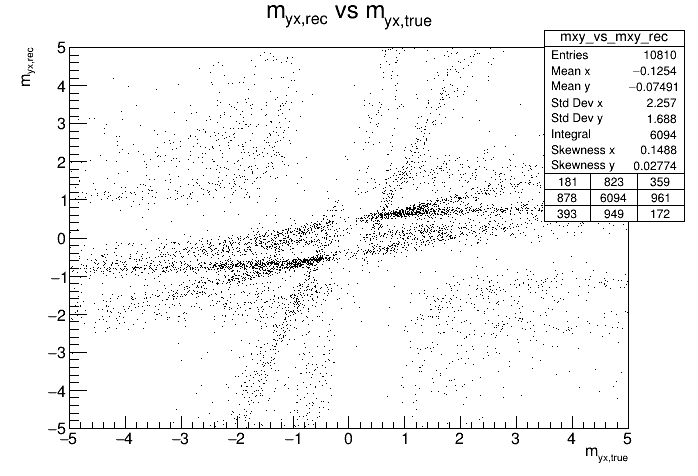 m_yx,rec vs m_yx,true
mxy_vs_mxy_rec
Entries 10810
Mean x −0.1254
Mean y −0.07491
Std Dev x 2.257
Std Dev y 1.688
Integral 6094
Skewness x 0.1488
Skewness y 0.02774
181 823 359
878 6094 961
393 949 172
m_yx,rec
5
4
3
2
1
0
−1
−2
−3
−4
−5
−5 −4 −3 −2 −1 0 1 2 3 4 5
m_yx,true